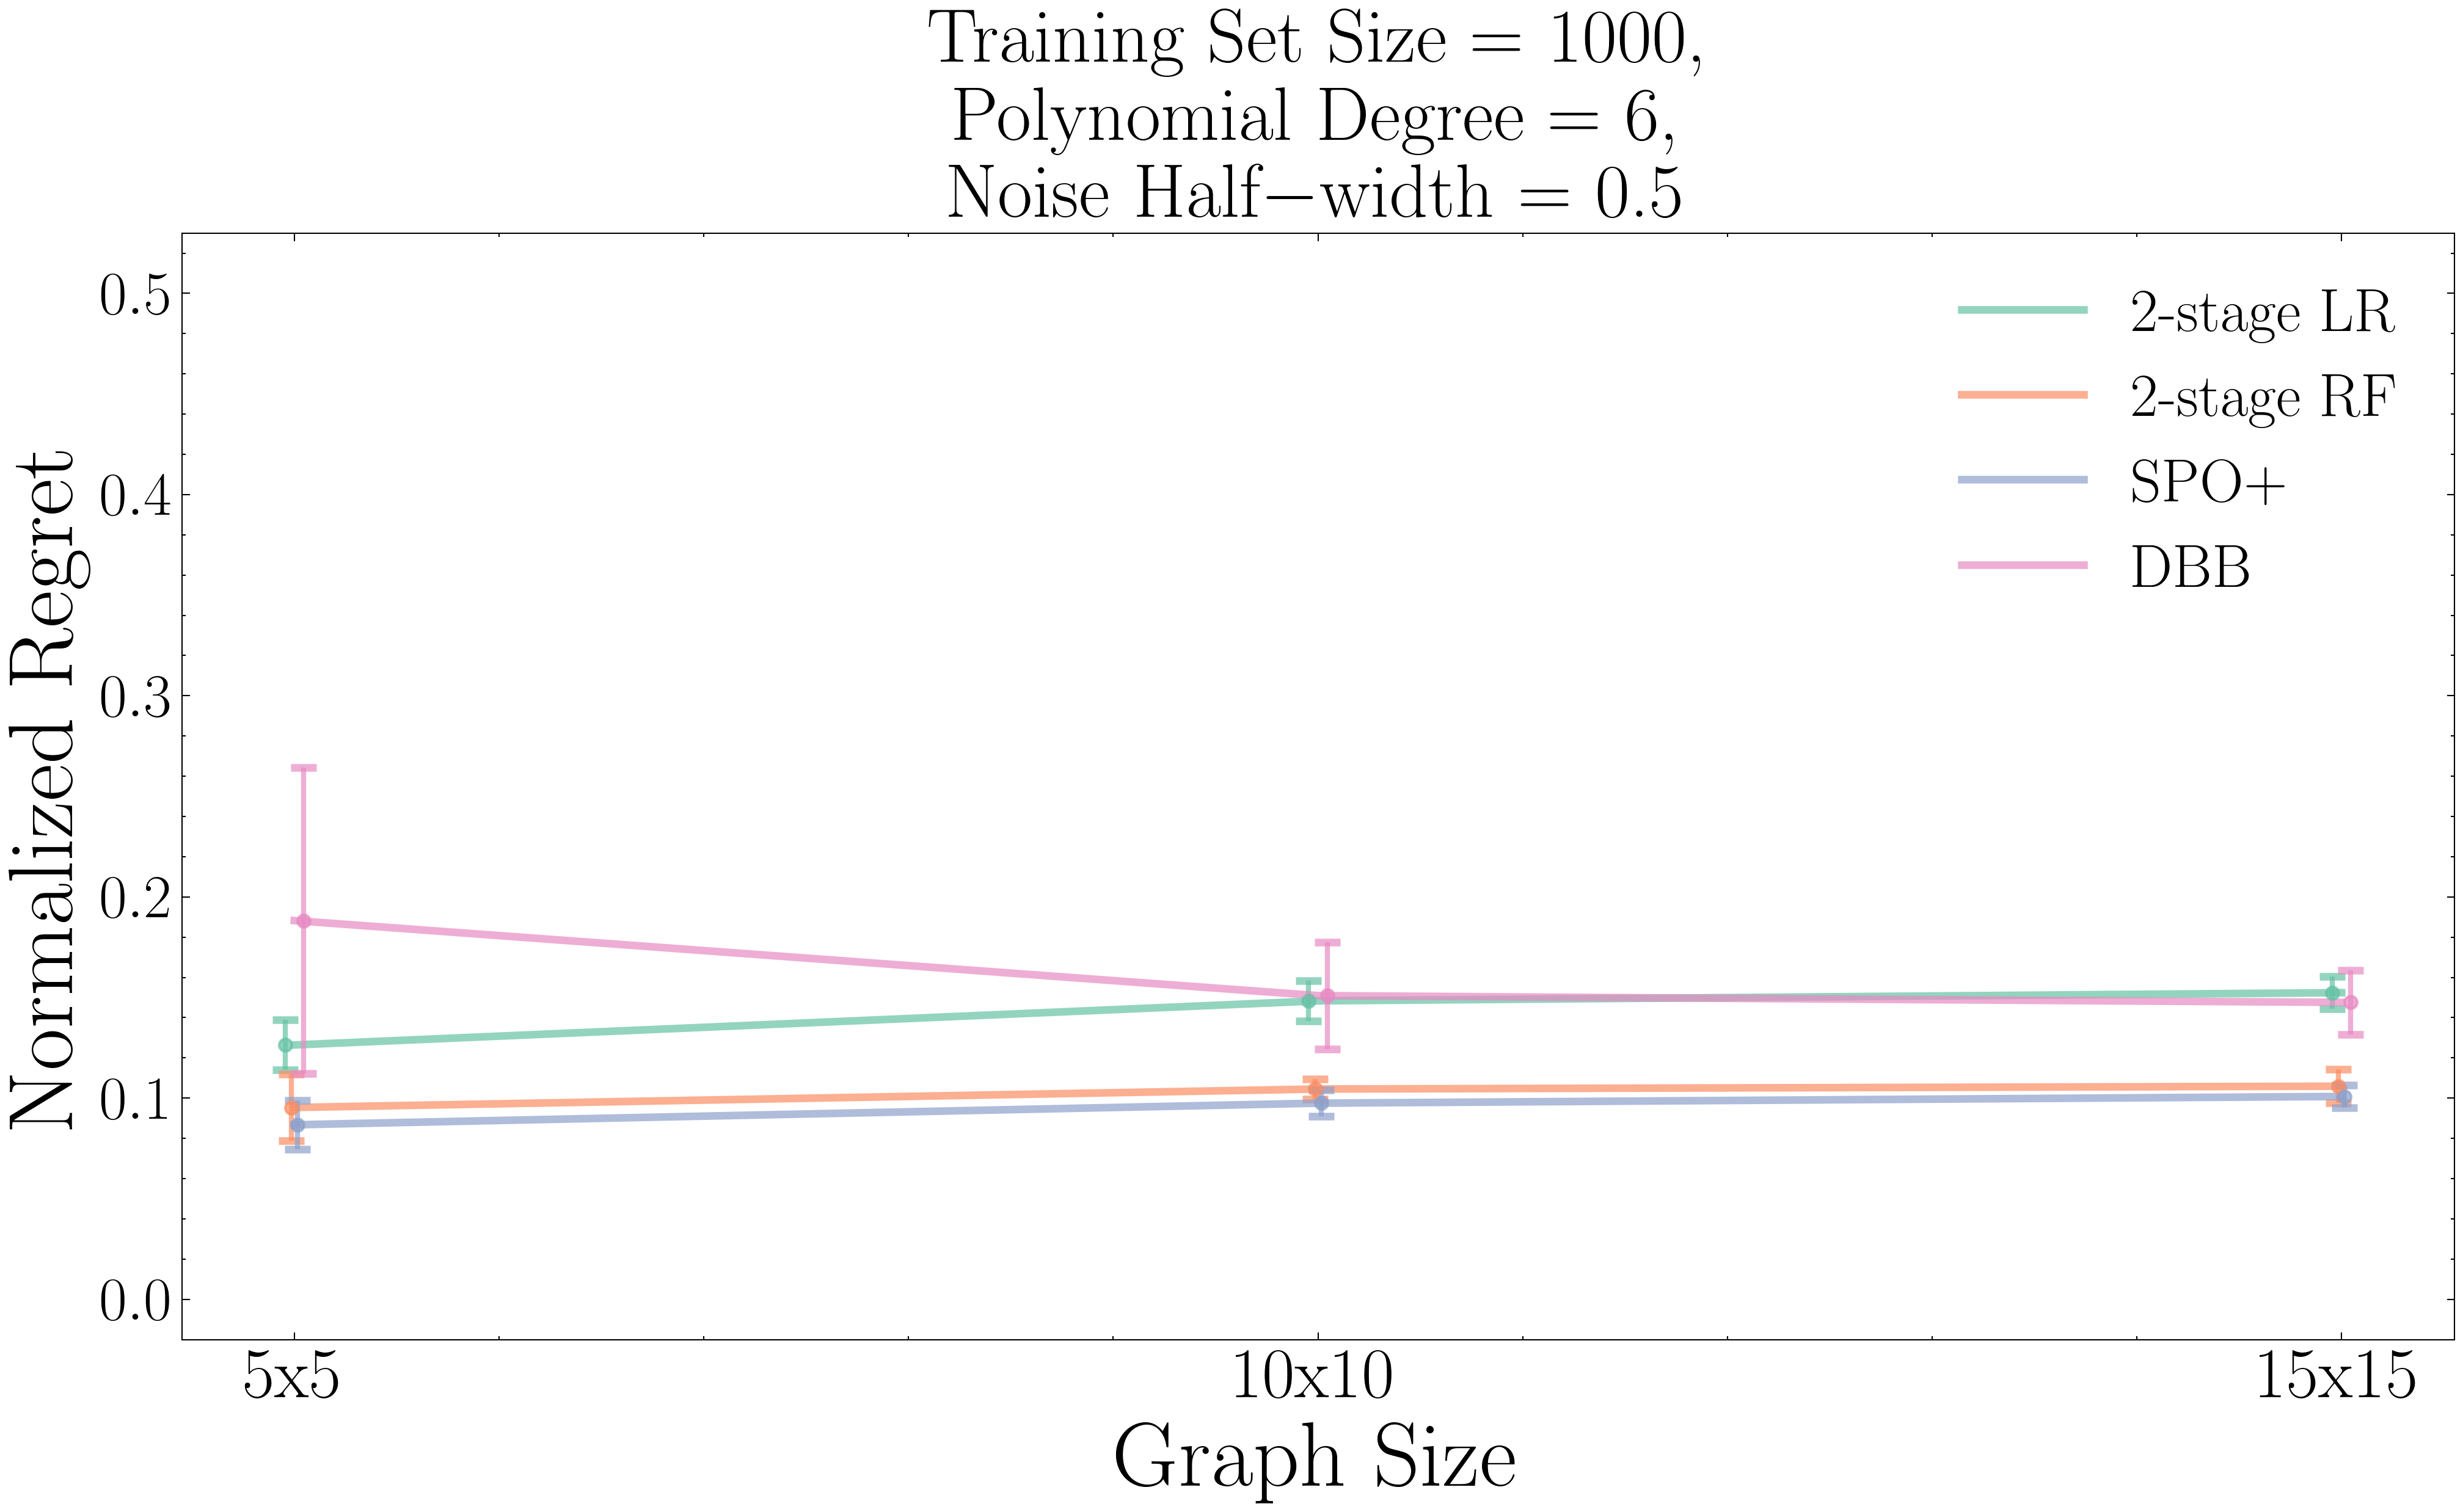 Training Set Size = 1000,
Polynomial Degree = 6,
Noise Half−width = 0.5
Normalized Regret
0.5
0.4
0.3
0.2
0.1
0.0
2-stage LR
2-stage RF
SPO+
DBB
5x5 10x10 15x15
Graph Size